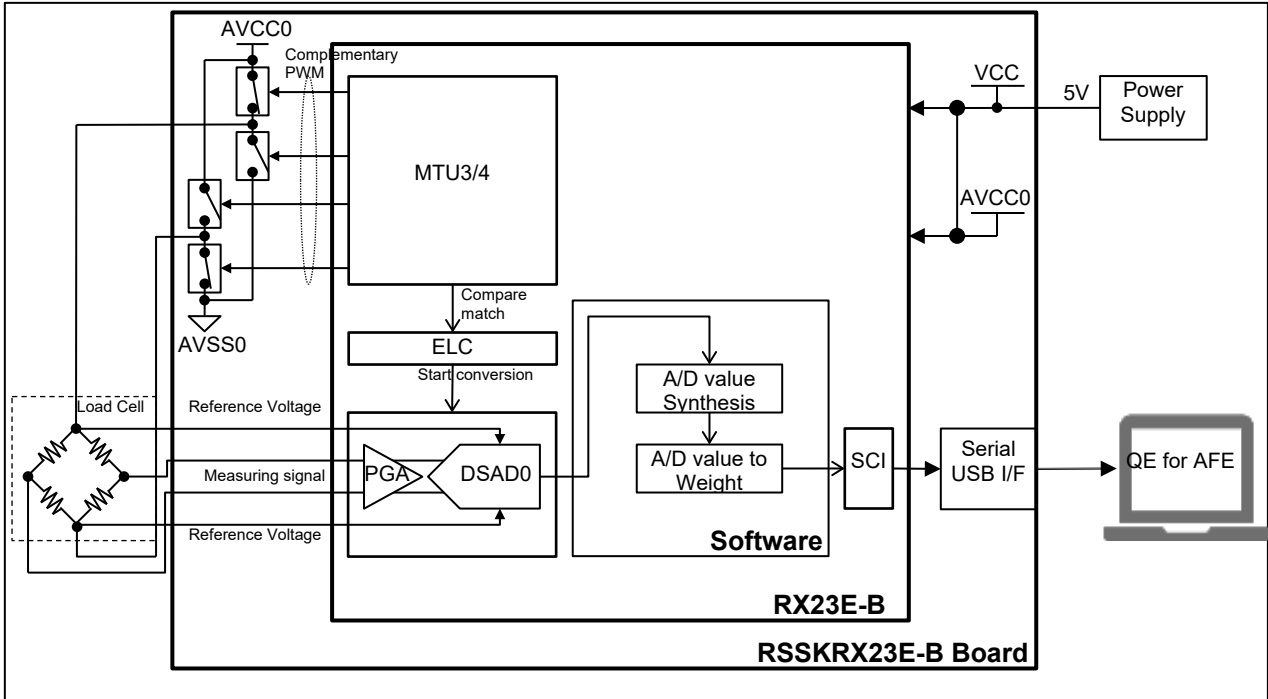 AVCC0
Complementary
PWM
VCC
5V
Power
Supply
MTU3/4
AVCC0
Compare
match
AVSS0
ELC
Start conversion
A/D value
Synthesis
Load Cell
Reference Voltage
Measuring signal
PGA
DSAD0
A/D value to
Weight
SCI
Serial
USB I/F
QE for AFE
Reference Voltage
Software
RX23E-B
RSSKRX23E-B Board